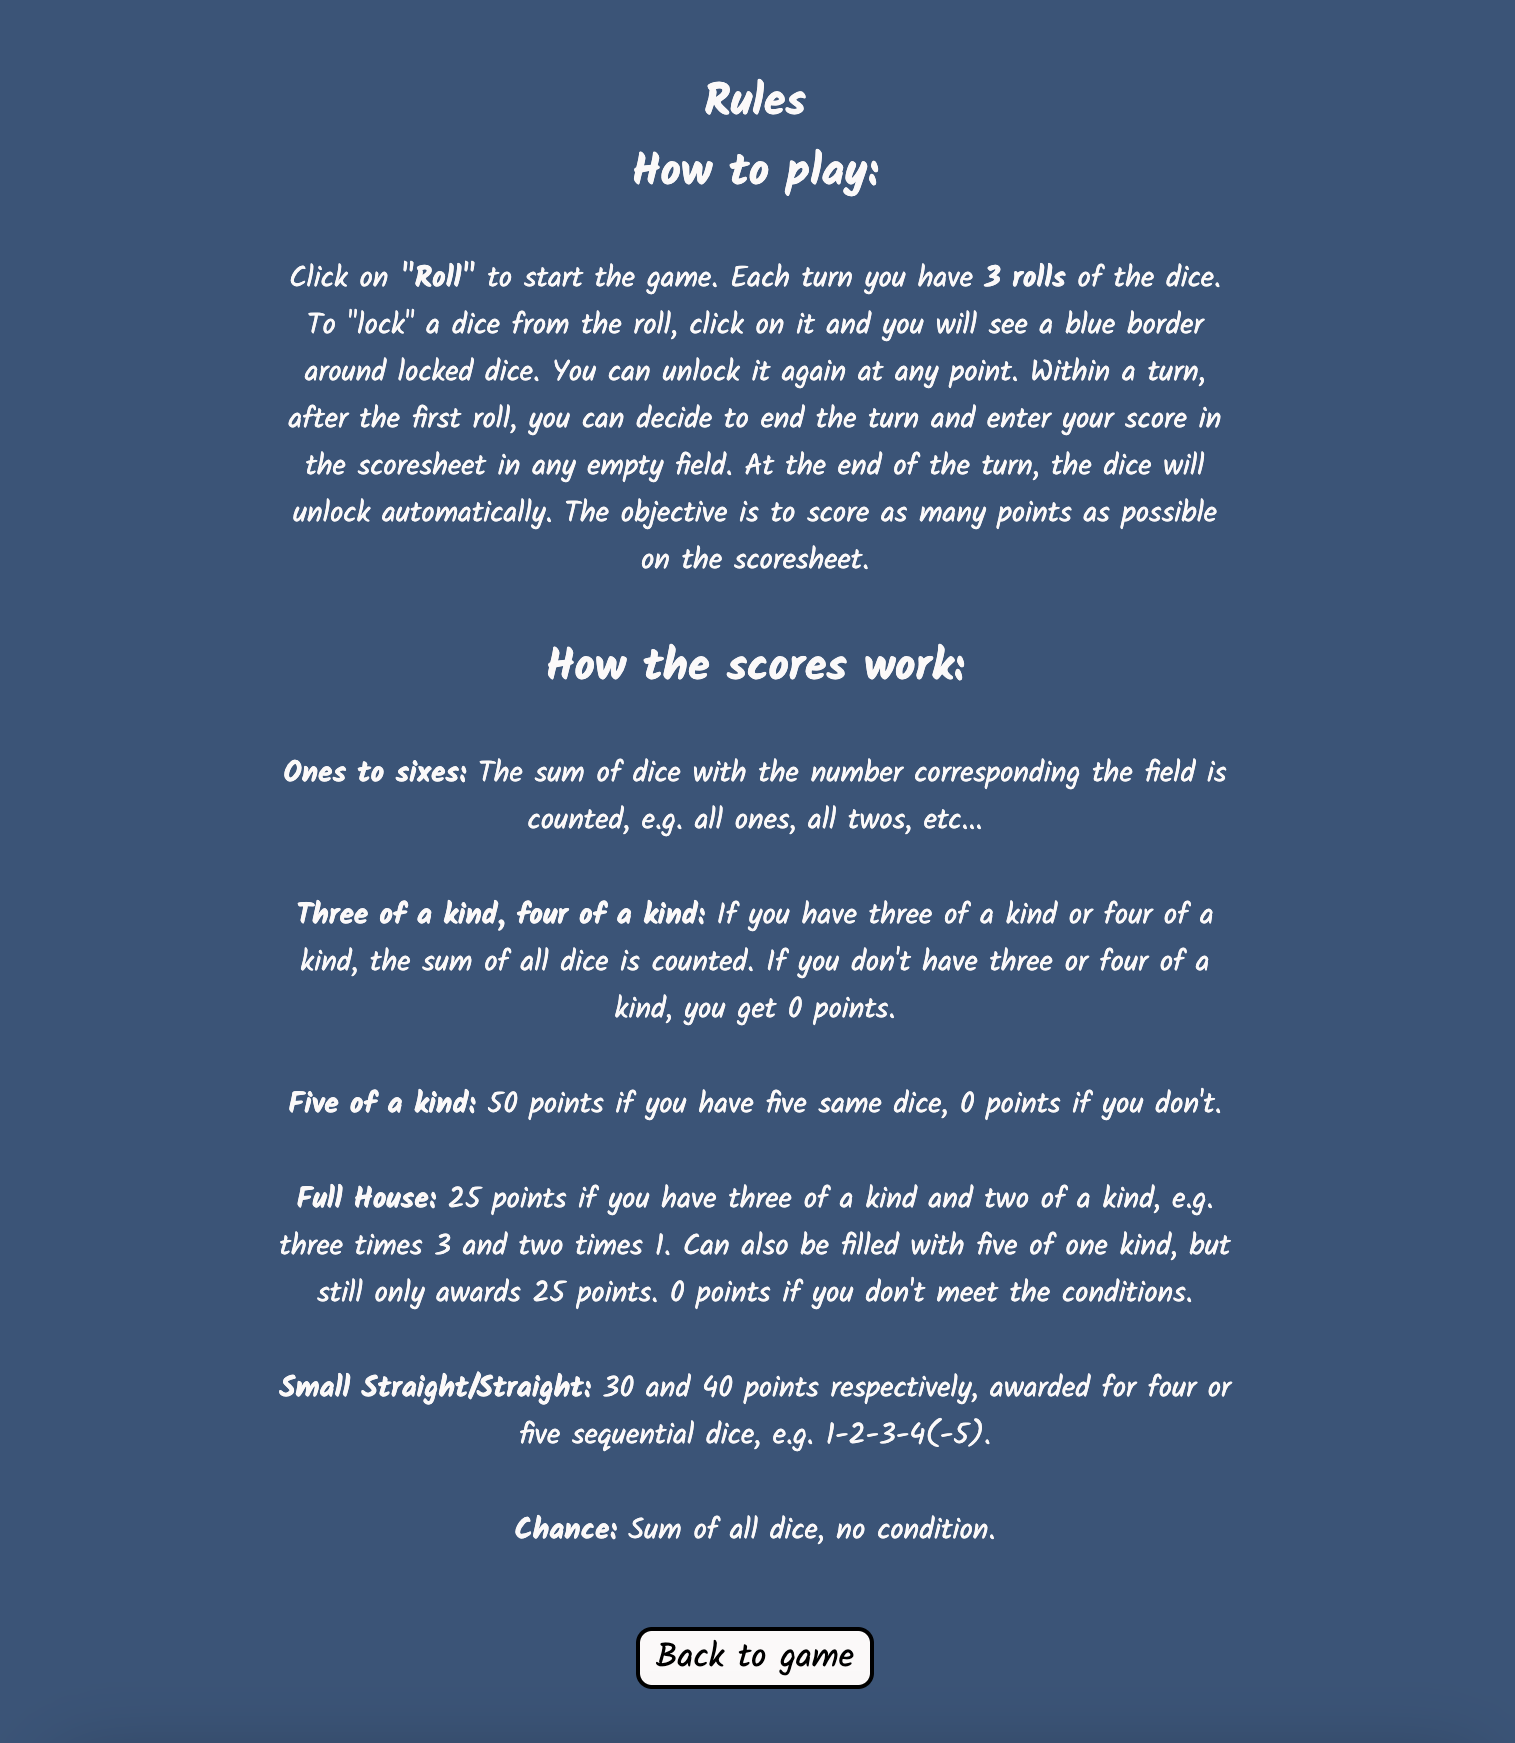 Rules
How to play:
Click on "Roll" to start the game. Each turn you have 3 rolls of the dice.
To "lock" a dice from the roll, click on it and you will see a blue border
around locked dice. You can unlock it again at any point. Within a turn,
after the first roll, you can decide to end the turn and enter your score in
the scoresheet in any empty field. At the end of the turn, the dice will
unlock automatically. The objective is to score as many points as possible
on the scoresheet.
How the scores work:
Ones to sixes: The sum of dice with the number corresponding the field is
counted, e.g. all ones, all twos, etc...
Three of a kind, four of a kind: If you have three of a kind or four of a
kind, the sum of all dice is counted. If you don't have three or four of a
kind, you get 0 points.
Five of a kind: 50 points if you have five same dice, 0 points if you don't.
Full House: 25 points if you have three of a kind and two of a kind, e.g.
three times 3 and two times 1. Can also be filled with five of one kind, but
still only awards 25 points. 0 points if you don't meet the conditions.
Small Straight/Straight: 30 and 40 points respectively, awarded for four or
five sequential dice, e.g. 1-2-3-4(-5).
Chance: Sum of all dice, no condition.
Back to game